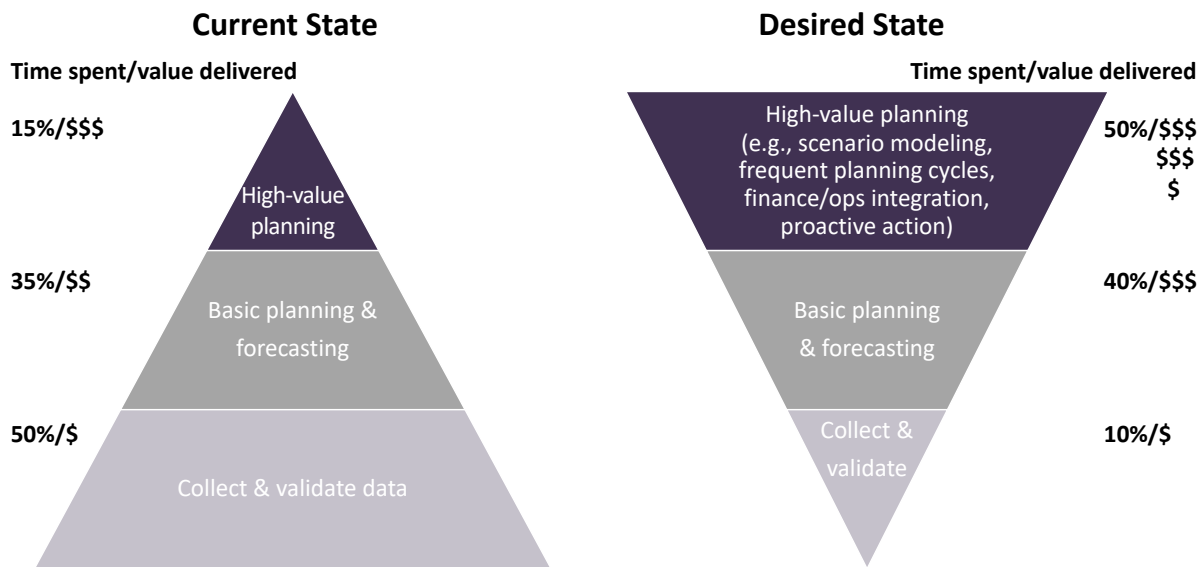 Current State
Time spent/value delivered
15%/$$$
High-value
planning
35%/$$
Basic planning &
forecasting
50%/$
Collect & validate data
Desired State
Time spent/value delivered
High-value planning
(e.g., scenario modeling,
frequent planning cycles,
finance/ops integration,
proactive action)
50%/$$$
$$$
$
Basic planning
& forecasting
40%/$$$
Collect &
validate
10%/$